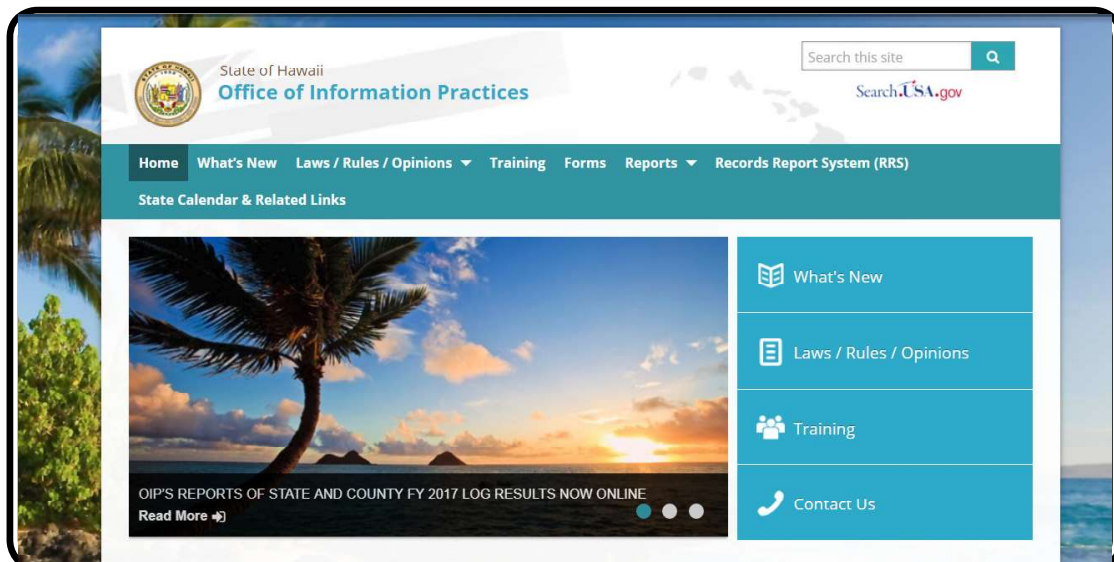 State of Hawaii
Office of Information Practices
Search this site
Search.USA.gov
Home What's New Laws / Rules / Opinions Training Forms Reports Records Report System (RRS)
State Calendar & Related Links
What's New
Laws / Rules / Opinions
Training
Contact Us
OIP'S REPORTS OF STATE AND COUNTY FY 2017 LOG RESULTS NOW ONLINE
Read More